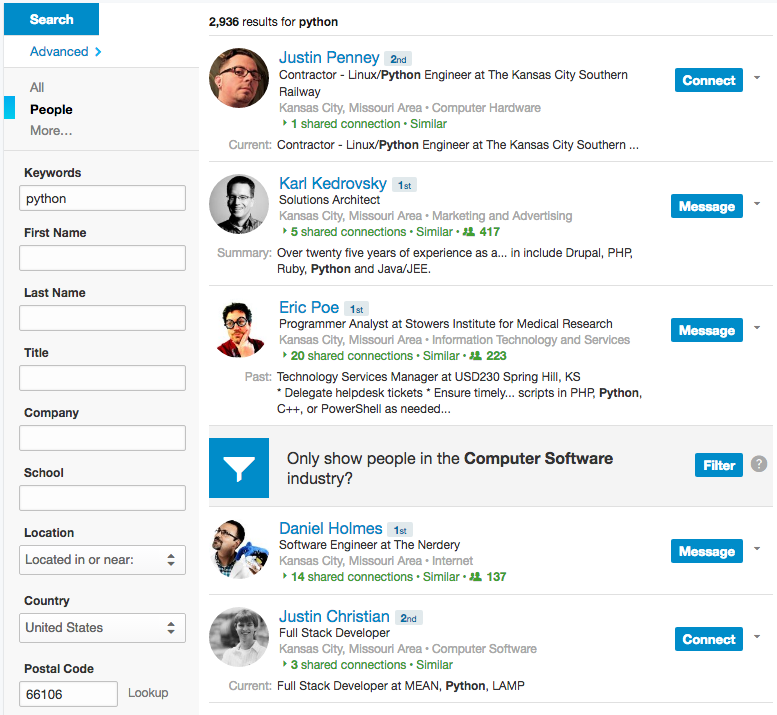 Search
Advanced
All
People
More...
Keywords
python
First Name
Last Name
Title
Company
School
Location
Located in or near:
Country
United States
Postal Code
66106 Lookup
2,936 results for python
Justin Penney 2nd
Contractor - Linux/Python Engineer at The Kansas City Southern
Railway
Kansas City, Missouri Area • Computer Hardware
1 shared connection • Similar
Connect
Current: Contractor - Linux/Python Engineer at The Kansas City Southern ...
Karl Kedrovsky 1st
Solutions Architect
Kansas City, Missouri Area • Marketing and Advertising
5 shared connections • Similar • 417
Message
Summary: Over twenty five years of experience as a... in include Drupal, PHP,
Ruby, Python and Java/JEE.
Eric Poe 1st
Programmer Analyst at Stowers Institute for Medical Research
Kansas City, Missouri Area • Information Technology and Services
20 shared connections • Similar • 223
Message
Past: Technology Services Manager at USD230 Spring Hill, KS
* Delegate helpdesk tickets * Ensure timely... scripts in PHP, Python,
C++, or PowerShell as needed...
Only show people in the Computer Software
industry?
Filter ?
Daniel Holmes 1st
Software Engineer at The Nerdery
Kansas City, Missouri Area • Internet
14 shared connections • Similar • 137
Message
Justin Christian 2nd
Full Stack Developer
Kansas City, Missouri Area • Computer Software
3 shared connections • Similar
Connect
Current: Full Stack Developer at MEAN, Python, LAMP